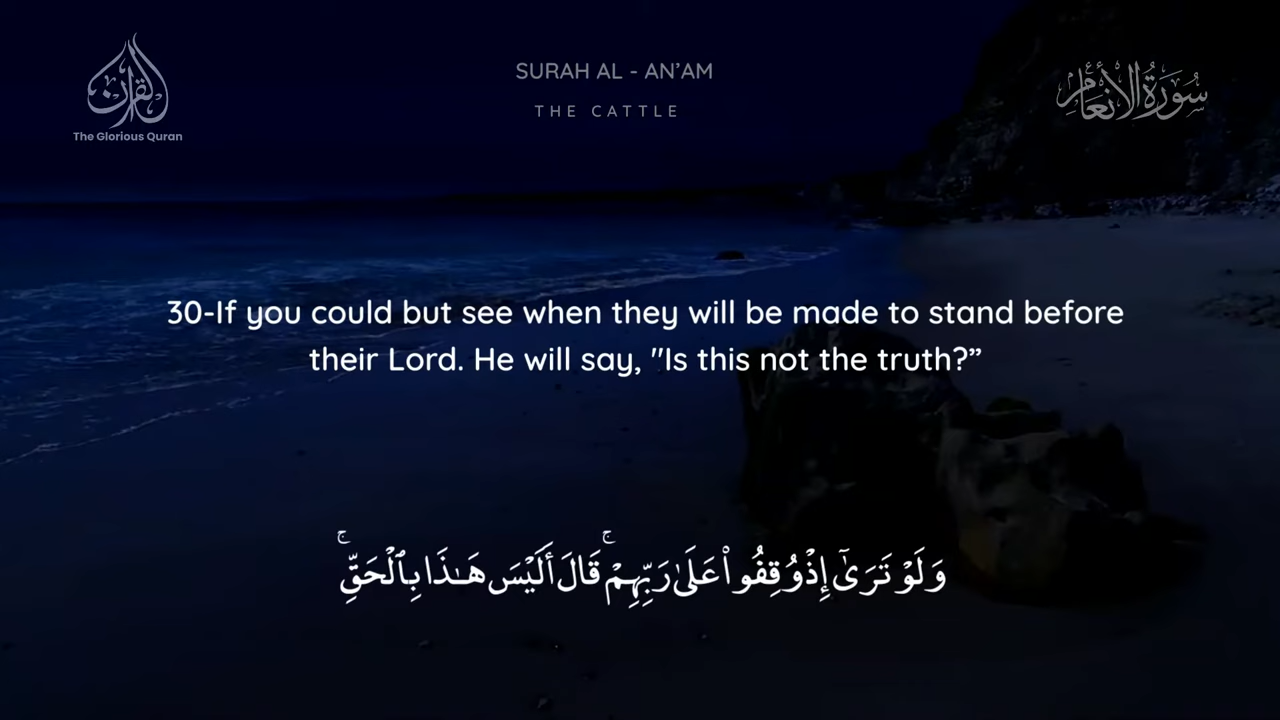 القرآن
The Glorious Quran
SURAH AL - AN’AM
THE CATTLE
سُورَةُ الأَنْعَام
30-If you could but see when they will be made to stand before
their Lord. He will say, "Is this not the truth?”
وَلَوْ تَرَىٰٓ إِذْ وُقِفُوا۟ عَلَىٰ رَبِّهِمْ ۚ قَالَ أَلَيْسَ هَـٰذَا بِٱلْحَقِّ ۚ